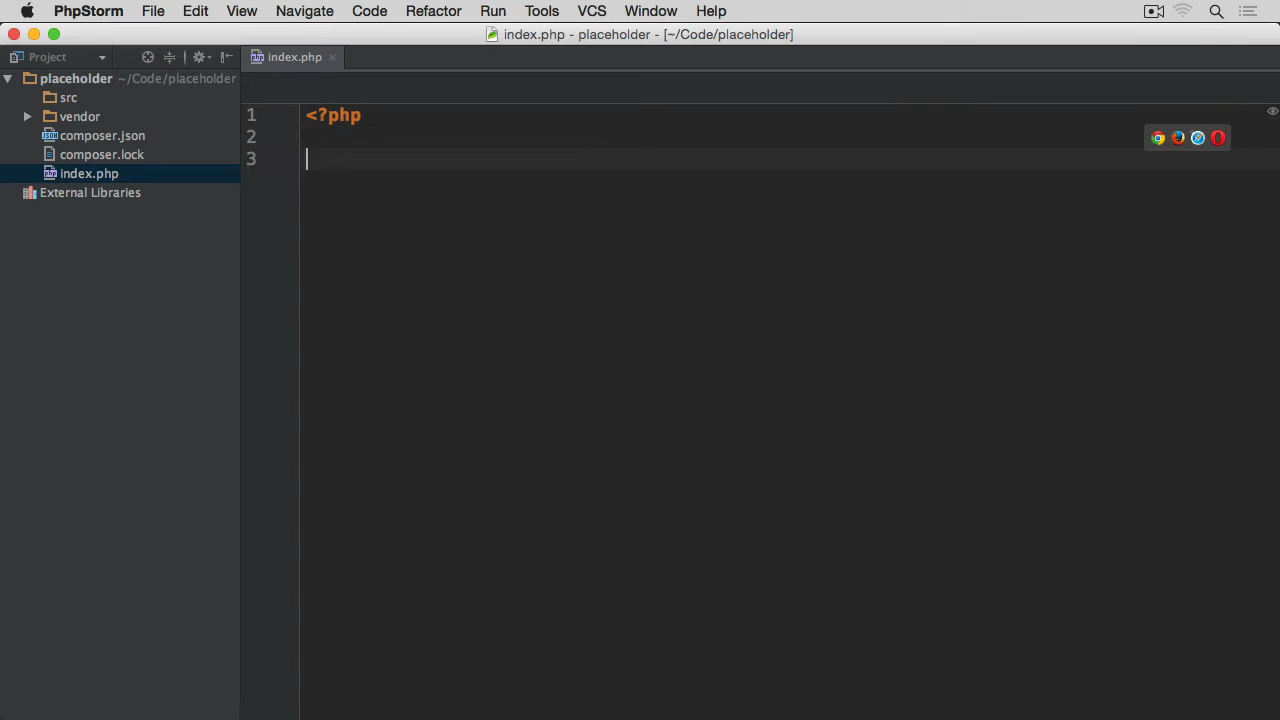 PhpStorm File Edit View Navigate Code Refactor Run Tools VCS Window Help
index.php - placeholder - [~/Code/placeholder]
Project
index.php
placeholder ~/Code/placeholder
src
vendor
composer.json
composer.lock
index.php
External Libraries
1 <?php
2
3